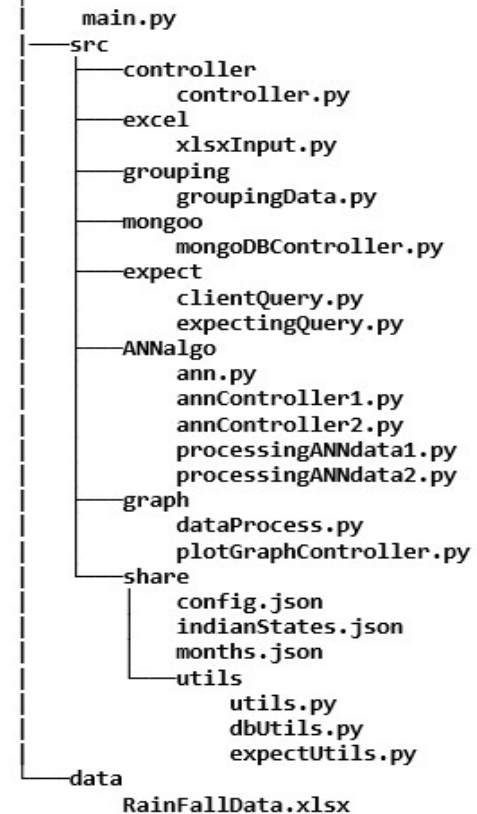 main.py
src
controller
controller.py
excel
xlsxInput.py
grouping
groupingData.py
mongoo
mongoDBController.py
expect
clientQuery.py
expectingQuery.py
ANNalgo
ann.py
annController1.py
annController2.py
processingANNdata1.py
processingANNdata2.py
graph
dataProcess.py
plotGraphController.py
share
config.json
indianStates.json
months.json
utils
utils.py
dbUtils.py
expectUtils.py
data
RainFallData.xlsx